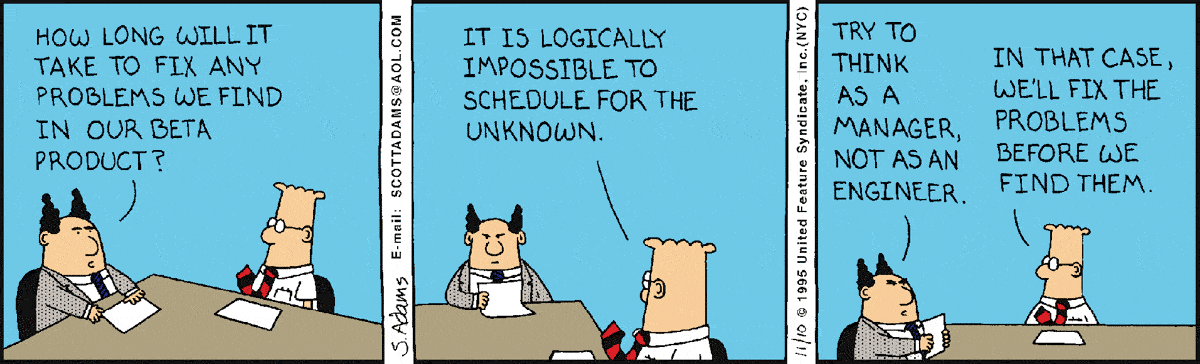 HOW LONG WILL IT
TAKE TO FIX ANY
PROBLEMS WE FIND
IN OUR BETA
PRODUCT?
S. Adams
E-mail: SCOTTADAMS@AOL.COM
IT IS LOGICALLY
IMPOSSIBLE TO
SCHEDULE FOR THE
UNKNOWN.
11/10 © 1995 United Feature Syndicate, Inc.(NYC)
TRY TO
THINK
AS A
MANAGER,
NOT AS AN
ENGINEER.
IN THAT CASE,
WE'LL FIX THE
PROBLEMS
BEFORE WE
FIND THEM.